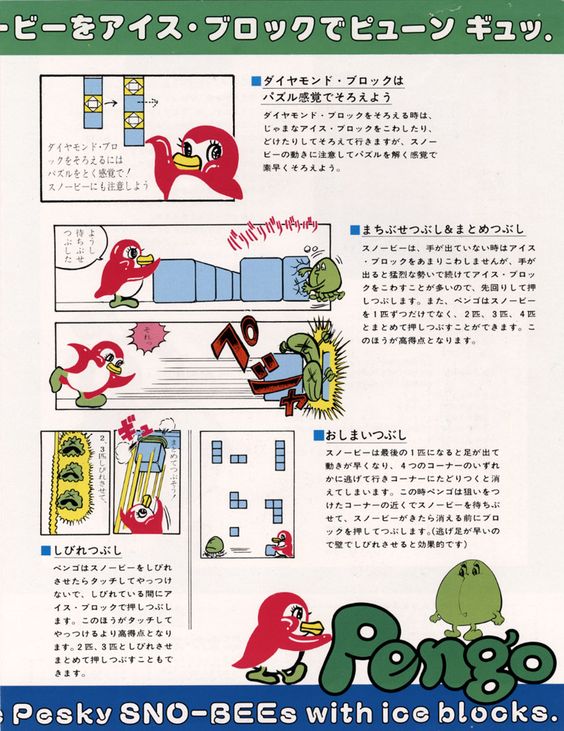 ービーをアイス・ブロックでピューン ギュッ.
■ダイヤモンド・ブロックは
パズル感覚でそろえよう
ダイヤモンド・ブロックをそろえる時は、
じゃまなアイス・ブロックをこわしたり、
どけたりしてそろえて行きますが、スノー
ビーの動きに注意してパズルを解く感覚で
素早くそろえよう。
ダイヤモンド・ブロ
ックをそろえるには
パズルをとく感覚で!
スノービーにも注意しよう
ようし
待ちぶせ
つぶしだ
バリバリバリバリバリッ
■まちぶせつぶし&まとめつぶし
スノービーは、手が出ていない時はアイス
・ブロックをあまりこわしませんが、手が
出ると猛烈な勢いで続けてアイス・ブロッ
クをこわすことが多いので、先回りして押
しつぶします。また、ペンゴはスノービー
を1匹ずつだけでなく、2匹、3匹、4匹
とまとめて押しつぶすことができます。こ
のほうが高得点となります。
それっ
グシャ
2、3匹しびれさせて、
ギュ
まとめてつぶそう!
■おしまいつぶし
スノービーは最後の1匹になると足が出て
動きが早くなり、4つのコーナーのいずれ
かに逃げて行きコーナーにたどりつくと消
えてしまいます。この時ペンゴは狙いをつ
けたコーナーの近くでスノービーを待ちぶ
せて、スノービーがきたら消える前にブロ
ックを押してつぶします。(逃げ足が早いの
で壁でしびれさせると効果的です)
■しびれつぶし
ペンゴはスノービーをしびれ
させたらタッチしてやっつけ
ないで、しびれている間にア
イス・ブロックで押しつぶしま
す。このほうがタッチして
やっつけるより高得点となり
ます。2匹、3匹としびれさせ
まとめて押しつぶすこともで
きます。
Pengo
s Pesky SNO-BEEs with ice blocks.